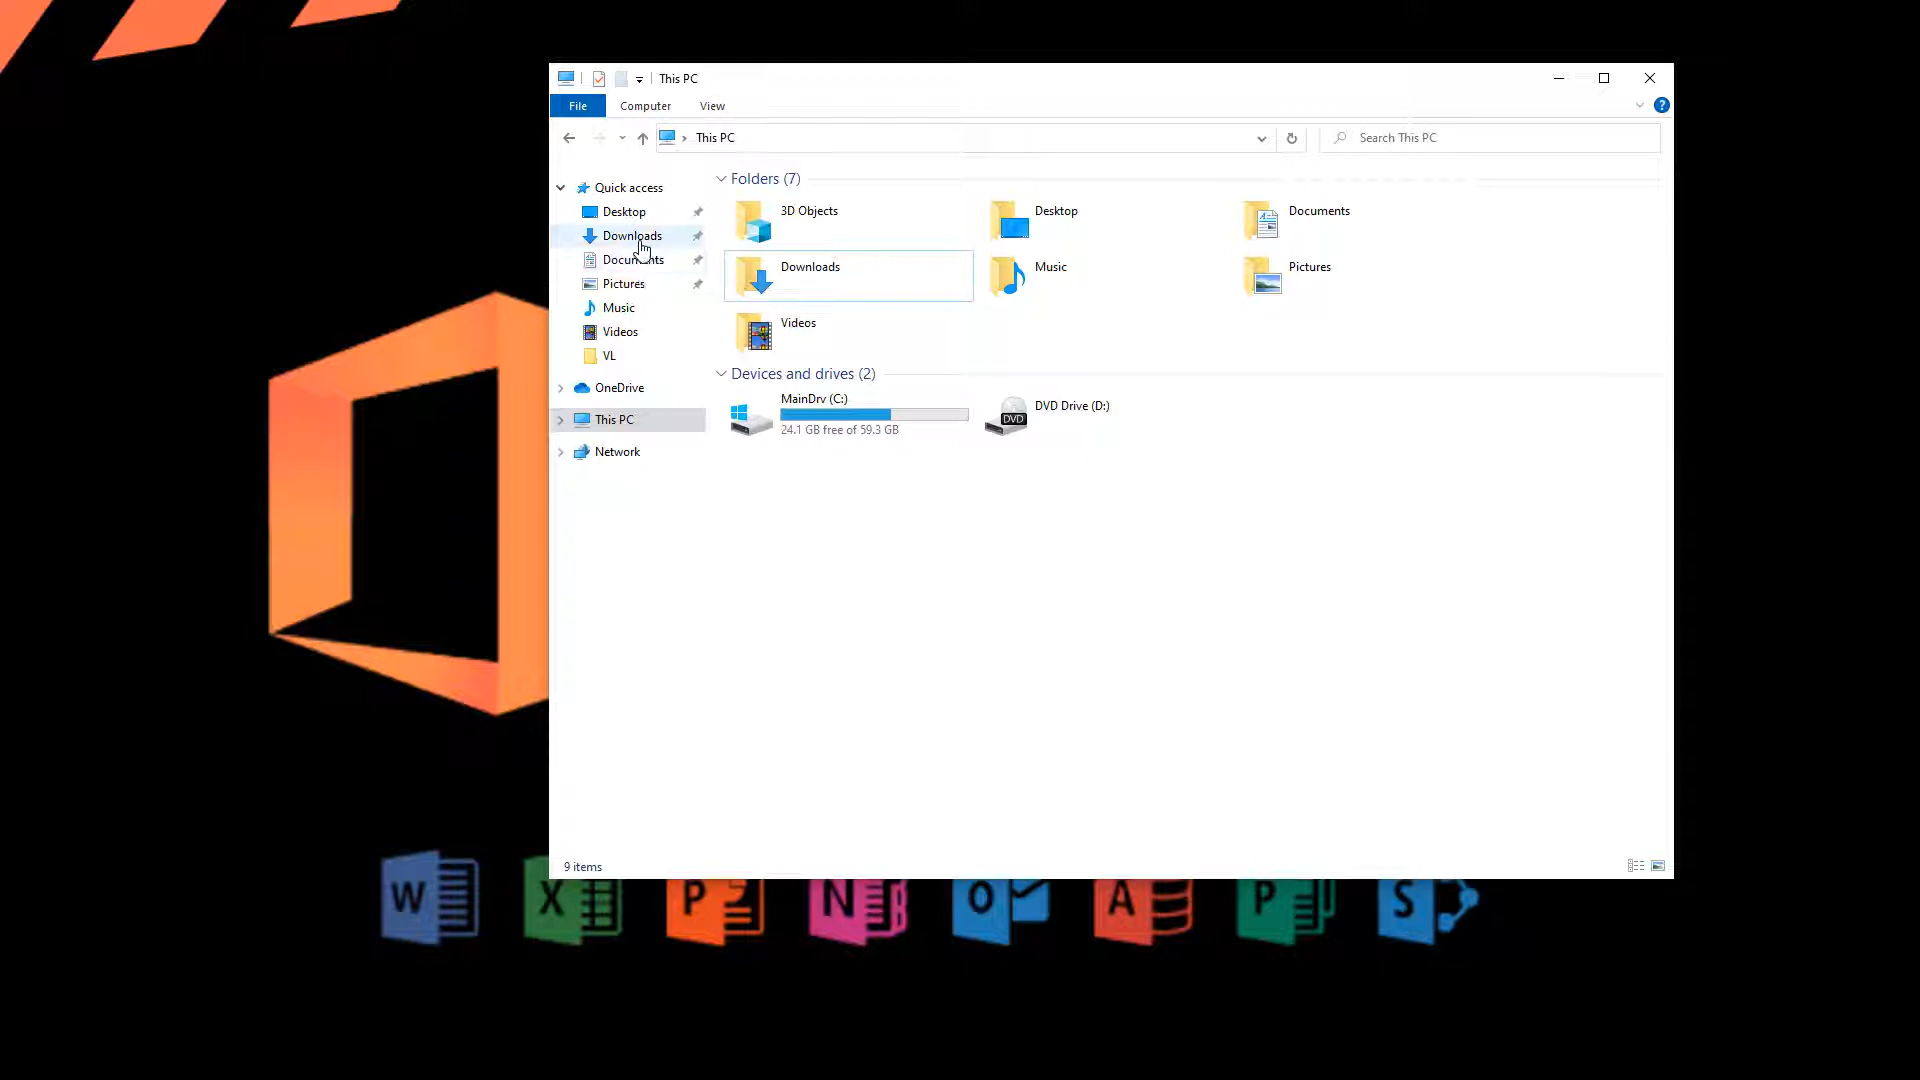 This PC
File Computer View
This PC
Search This PC
Quick access
Desktop
Downloads
Documents
Pictures
Music
Videos
VL
OneDrive
This PC
Network
Folders (7)
3D Objects
Desktop
Documents
Downloads
Music
Pictures
Videos
Devices and drives (2)
MainDrv (C:)
24.1 GB free of 59.3 GB
DVD
DVD Drive (D:)
9 items
W X P N O A P S